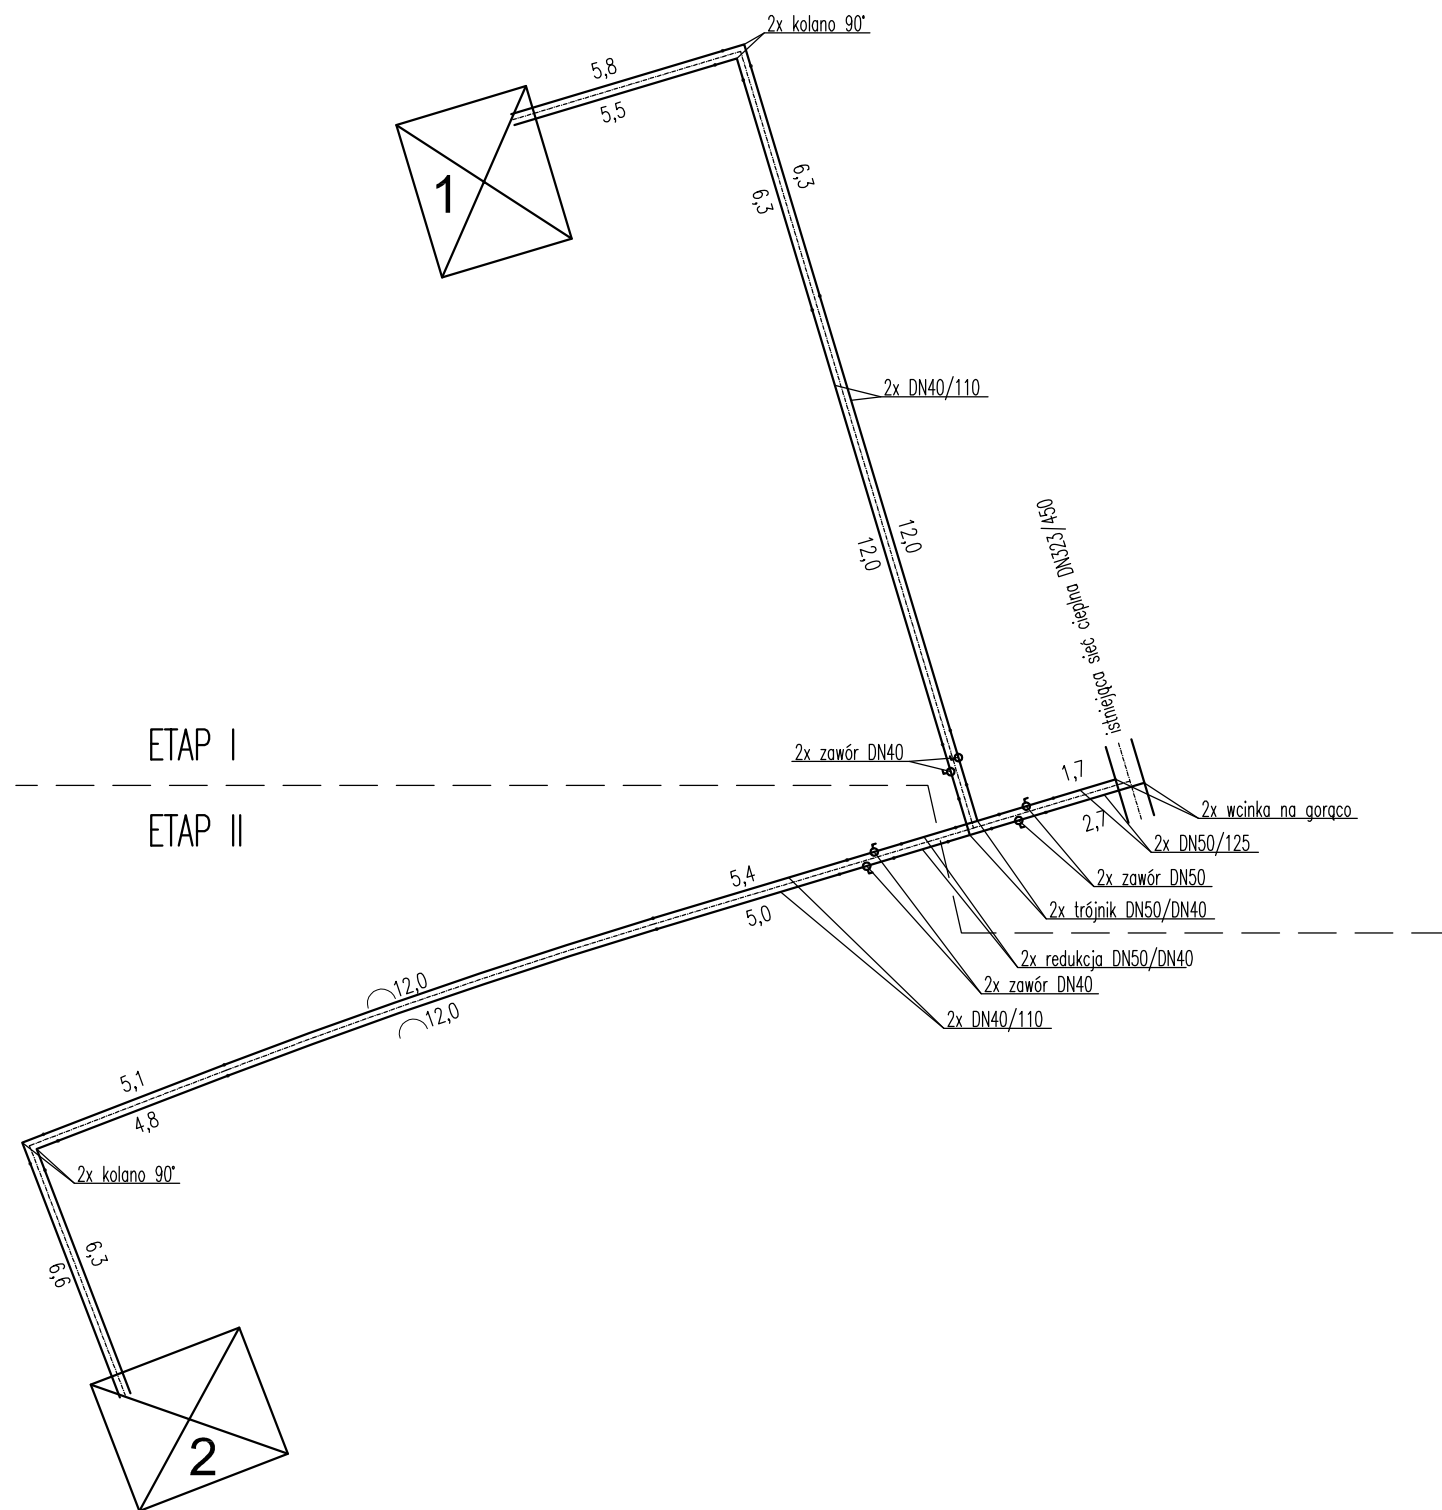 2x kolano 90°
5,8
5,5
1
6,3
6,3
2x DN40/110
12,0
12,0
istniejąca sieć cieplna DN323/450
ETAP I
2x zawór DN40
1,7
2x wcinka na gorąco
2,7
ETAP II
2x DN50/125
2x zawór DN50
5,4
5,0
2x trójnik DN50/DN40
2x redukcja DN50/DN40
2x zawór DN40
12,0
12,0
2x DN40/110
5,1
4,8
2x kolano 90°
6,3
6,6
2